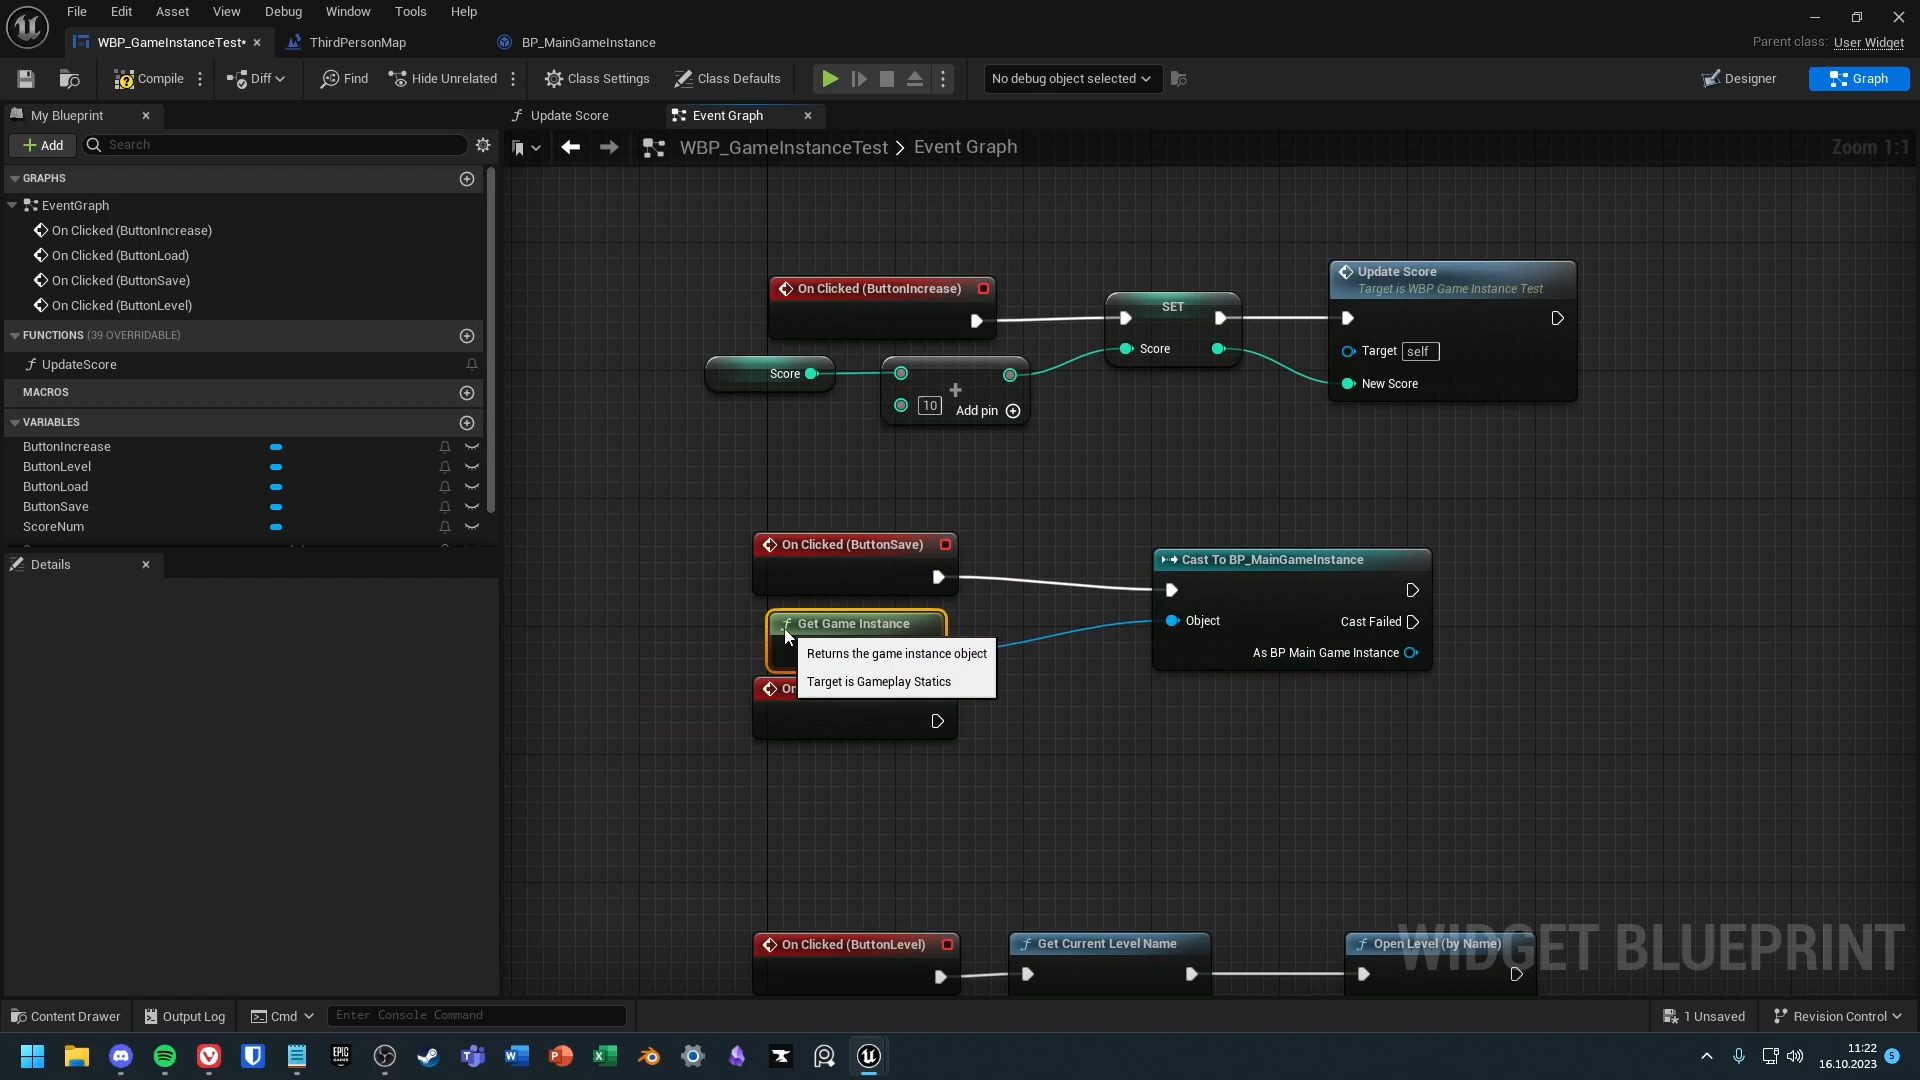 File Edit Asset View Debug Window Tools Help
WBP_GameInstanceTest* ThirdPersonMap BP_MainGameInstance
Parent class: User Widget
Compile Diff Find Hide Unrelated Class Settings Class Defaults No debug object selected Designer Graph
My Blueprint
Update Score Event Graph
Add Search
WBP_GameInstanceTest > Event Graph
Zoom 1:1
GRAPHS
EventGraph
On Clicked (ButtonIncrease)
On Clicked (ButtonLoad)
On Clicked (ButtonSave)
On Clicked (ButtonLevel)
FUNCTIONS (39 OVERRIDABLE)
UpdateScore
MACROS
VARIABLES
ButtonIncrease
ButtonLevel
ButtonLoad
ButtonSave
ScoreNum
Details
On Clicked (ButtonIncrease)
SET
Score
Update Score
Target is WBP Game Instance Test
Target self
New Score
Score
10 Add pin
On Clicked (ButtonSave)
Get Game Instance
Returns the game instance object
Target is Gameplay Statics
On
Cast To BP_MainGameInstance
Object Cast Failed
As BP Main Game Instance
On Clicked (ButtonLevel)
Get Current Level Name
Open Level (by Name)
WIDGET BLUEPRINT
Content Drawer Output Log Cmd Enter Console Command 1 Unsaved Revision Control
11:22
16.10.2023
5